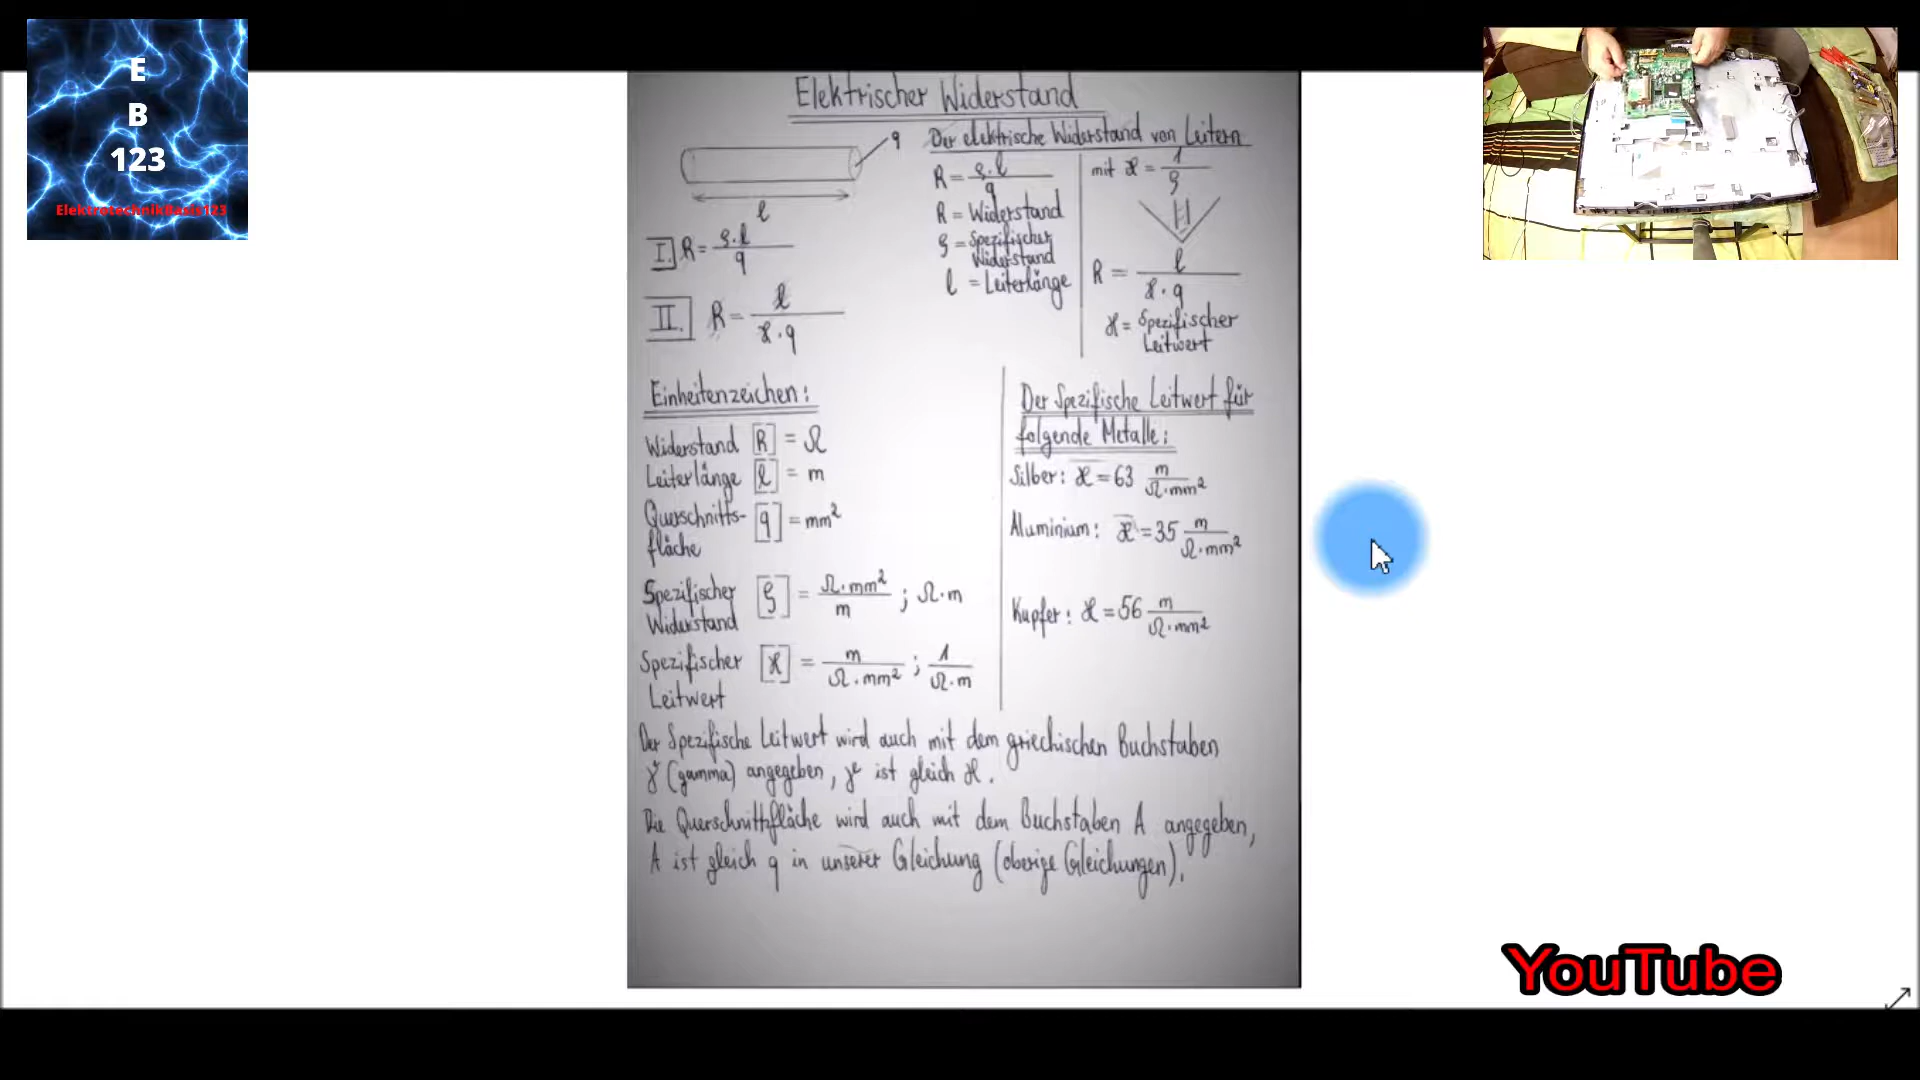 E
B
123
ElektrotechnikBasis123
Elektrischer Widerstand
q
l
I. R = ϱ·l / q
II. R = l / ϰ·q
Der elektrische Widerstand von Leitern
R = ϱ·l / q
R = Widerstand
ϱ = Spezifischer
Widerstand
l = Leiterlänge
mit ϰ = 1 / ϱ
R = l / ϰ·q
ϰ = Spezifischer
Leitwert
Einheitenzeichen:
Widerstand [R] = Ω
Leiterlänge [l] = m
Querschnitts-
fläche [q] = mm²
Spezifischer
Widerstand [ϱ] = Ω·mm² / m ; Ω·m
Spezifischer
Leitwert [ϰ] = m / Ω·mm² ; 1 / Ω·m
Der Spezifische Leitwert für
folgende Metalle:
Silber: ϰ = 63 m / Ω·mm²
Aluminium: ϰ = 35 m / Ω·mm²
Kupfer: ϰ = 56 m / Ω·mm²
Der Spezifische Leitwert wird auch mit dem griechischen Buchstaben
γ (gamma) angegeben, γ ist gleich ϰ.
Die Querschnittsfläche wird auch mit dem Buchstaben A angegeben,
A ist gleich q in unserer Gleichung (oberige Gleichungen).
YouTube